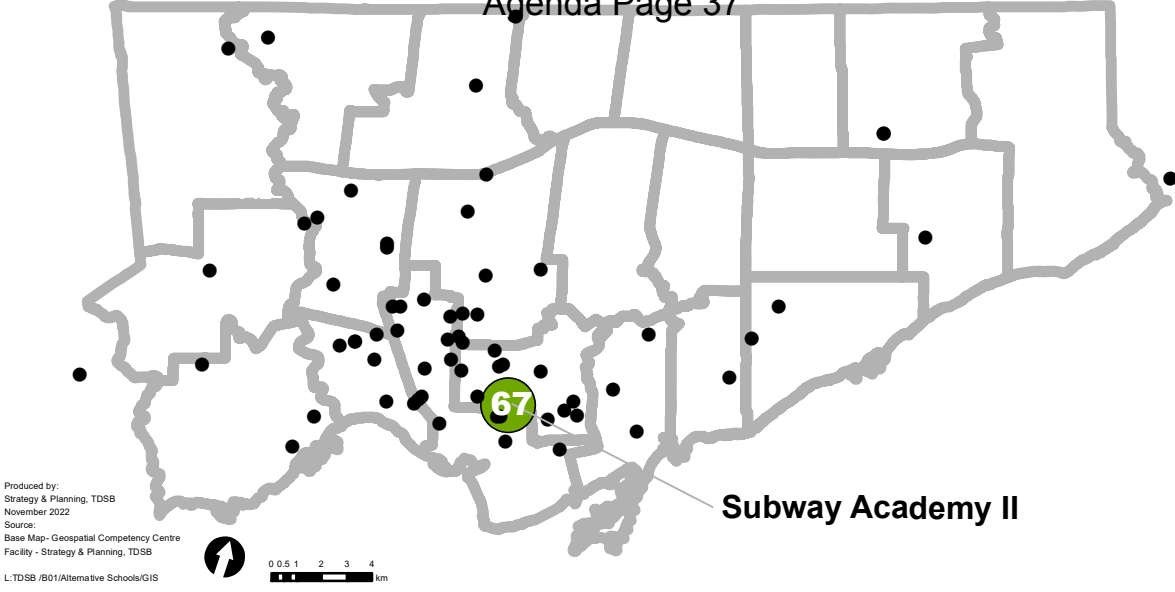 Agenda Page 37
67
Subway Academy II
Produced by:
Strategy & Planning, TDSB
November 2022
Source:
Base Map- Geospatial Competency Centre
Facility - Strategy & Planning, TDSB
L:TDSB /B01/Alternative Schools/GIS
0 0.5 1 2 3 4
km